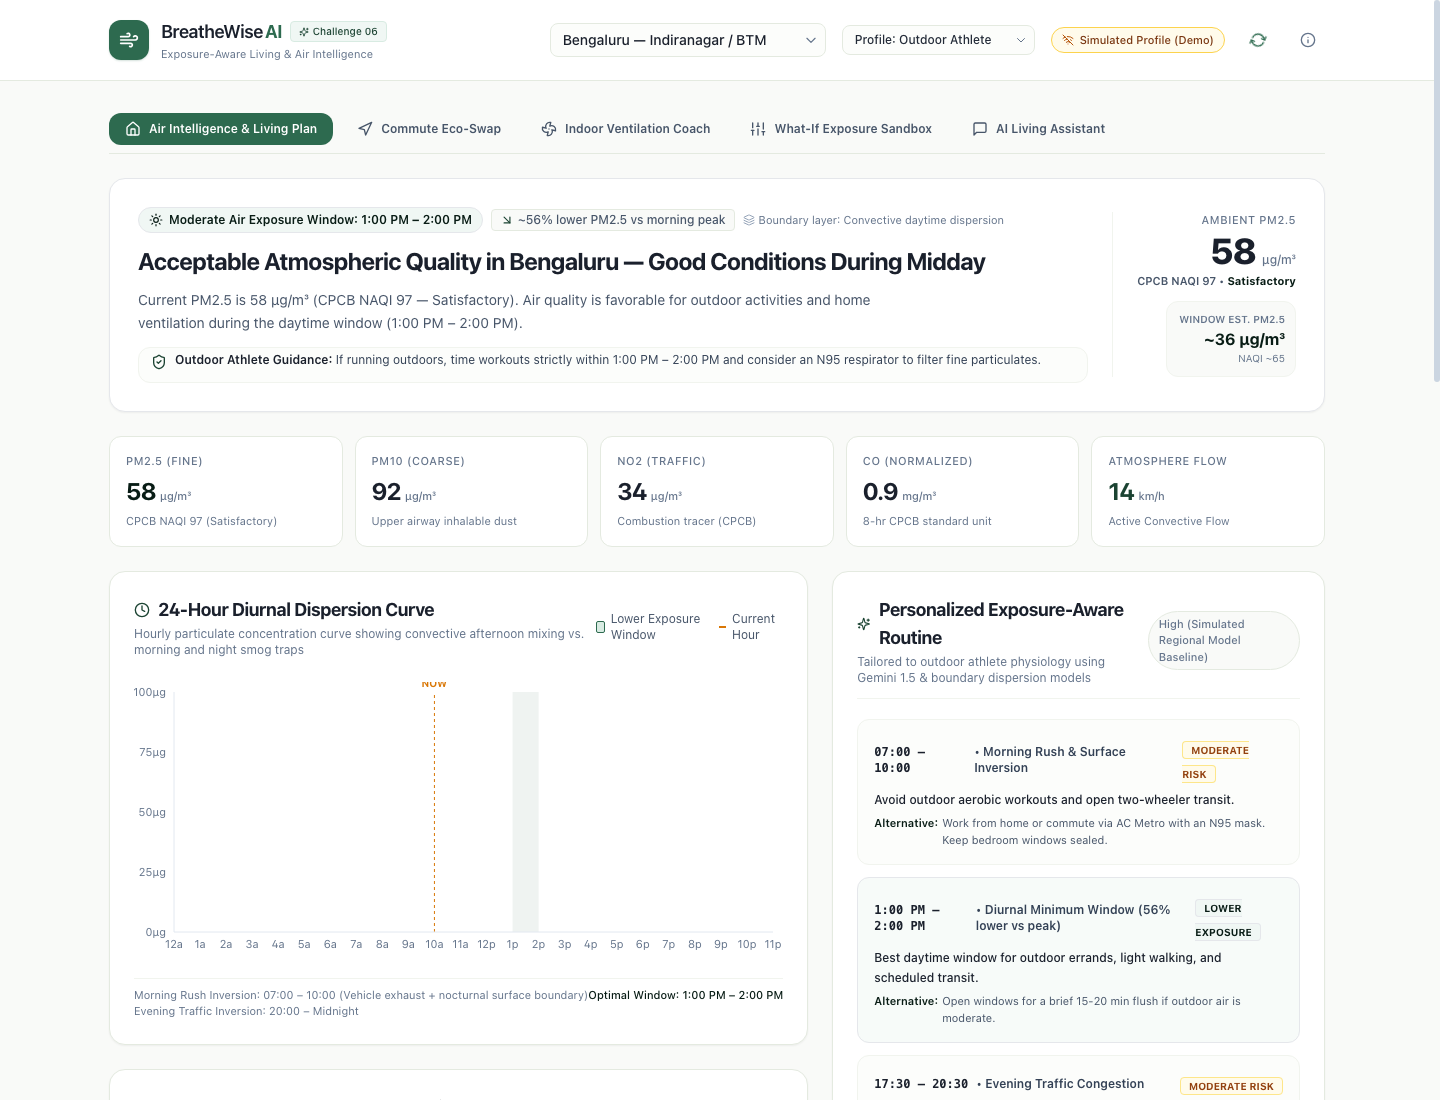 BreatheWise AI
Challenge 06
Exposure-Aware Living & Air Intelligence
Bengaluru — Indiranagar / BTM
Profile: Outdoor Athlete
Simulated Profile (Demo)
Air Intelligence & Living Plan
Commute Eco-Swap
Indoor Ventilation Coach
What-If Exposure Sandbox
AI Living Assistant
Moderate Air Exposure Window: 1:00 PM – 2:00 PM
~56% lower PM2.5 vs morning peak
Boundary layer: Convective daytime dispersion
Acceptable Atmospheric Quality in Bengaluru — Good Conditions During Midday
Current PM2.5 is 58 µg/m³ (CPCB NAQI 97 — Satisfactory). Air quality is favorable for outdoor activities and home
ventilation during the daytime window (1:00 PM – 2:00 PM).
Outdoor Athlete Guidance: If running outdoors, time workouts strictly within 1:00 PM – 2:00 PM and consider an N95 respirator to filter fine particulates.
AMBIENT PM2.5
58 µg/m³
CPCB NAQI 97 • Satisfactory
WINDOW EST. PM2.5
~36 µg/m³
NAQI ~65
PM2.5 (FINE)
58 µg/m³
CPCB NAQI 97 (Satisfactory)
PM10 (COARSE)
92 µg/m³
Upper airway inhalable dust
NO2 (TRAFFIC)
34 µg/m³
Combustion tracer (CPCB)
CO (NORMALIZED)
0.9 mg/m³
8-hr CPCB standard unit
ATMOSPHERE FLOW
14 km/h
Active Convective Flow
24-Hour Diurnal Dispersion Curve
Hourly particulate concentration curve showing convective afternoon mixing vs.
morning and night smog traps
Lower Exposure
Window
Current
Hour
NOW
100µg
75µg
50µg
25µg
0µg
12a 1a 2a 3a 4a 5a 6a 7a 8a 9a 10a 11a 12p 1p 2p 3p 4p 5p 6p 7p 8p 9p 10p 11p
Morning Rush Inversion: 07:00 – 10:00 (Vehicle exhaust + nocturnal surface boundary)
Evening Traffic Inversion: 20:00 – Midnight
Optimal Window: 1:00 PM – 2:00 PM
Personalized Exposure-Aware
Routine
Tailored to outdoor athlete physiology using
Gemini 1.5 & boundary dispersion models
High (Simulated
Regional Model
Baseline)
07:00 –
10:00
• Morning Rush & Surface
Inversion
MODERATE
RISK
Avoid outdoor aerobic workouts and open two-wheeler transit.
Alternative: Work from home or commute via AC Metro with an N95 mask.
Keep bedroom windows sealed.
1:00 PM –
2:00 PM
• Diurnal Minimum Window (56%
lower vs peak)
LOWER
EXPOSURE
Best daytime window for outdoor errands, light walking, and
scheduled transit.
Alternative: Open windows for a brief 15-20 min flush if outdoor air is
moderate.
17:30 – 20:30 • Evening Traffic Congestion
MODERATE RISK